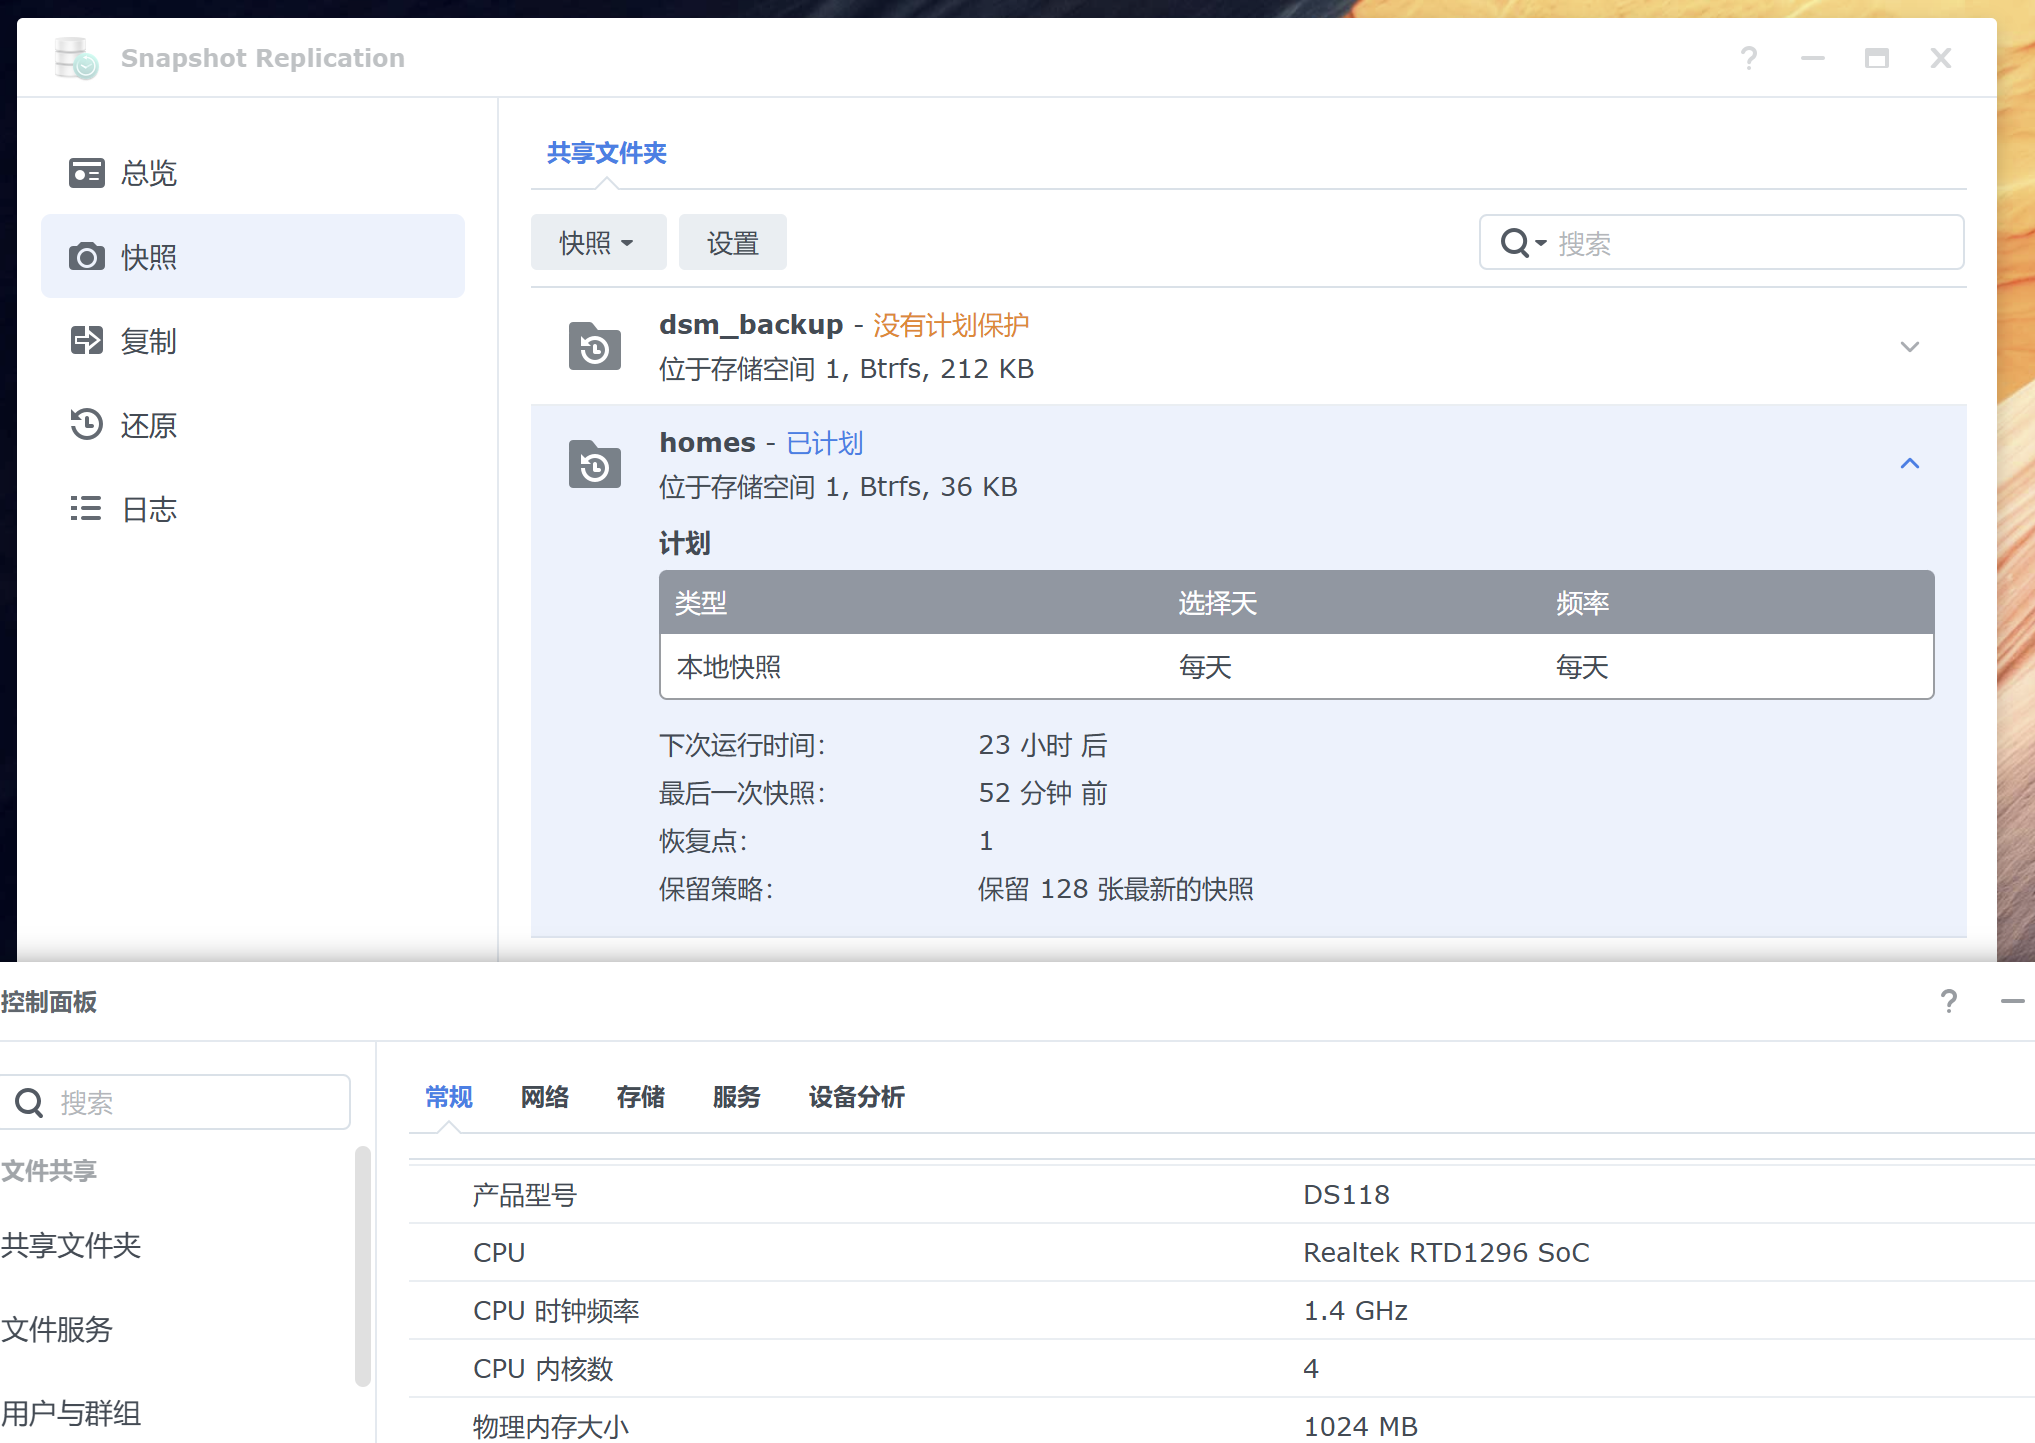 Snapshot Replication
总览
快照
复制
还原
日志
共享文件夹
快照
设置
搜索
dsm_backup - 没有计划保护
位于存储空间 1, Btrfs, 212 KB
homes - 已计划
位于存储空间 1, Btrfs, 36 KB
计划
类型 选择天 频率
本地快照 每天 每天
下次运行时间: 23 小时 后
最后一次快照: 52 分钟 前
恢复点: 1
保留策略: 保留 128 张最新的快照
控制面板
搜索
文件共享
共享文件夹
文件服务
用户与群组
常规 网络 存储 服务 设备分析
产品型号 DS118
CPU Realtek RTD1296 SoC
CPU 时钟频率 1.4 GHz
CPU 内核数 4
物理内存大小 1024 MB